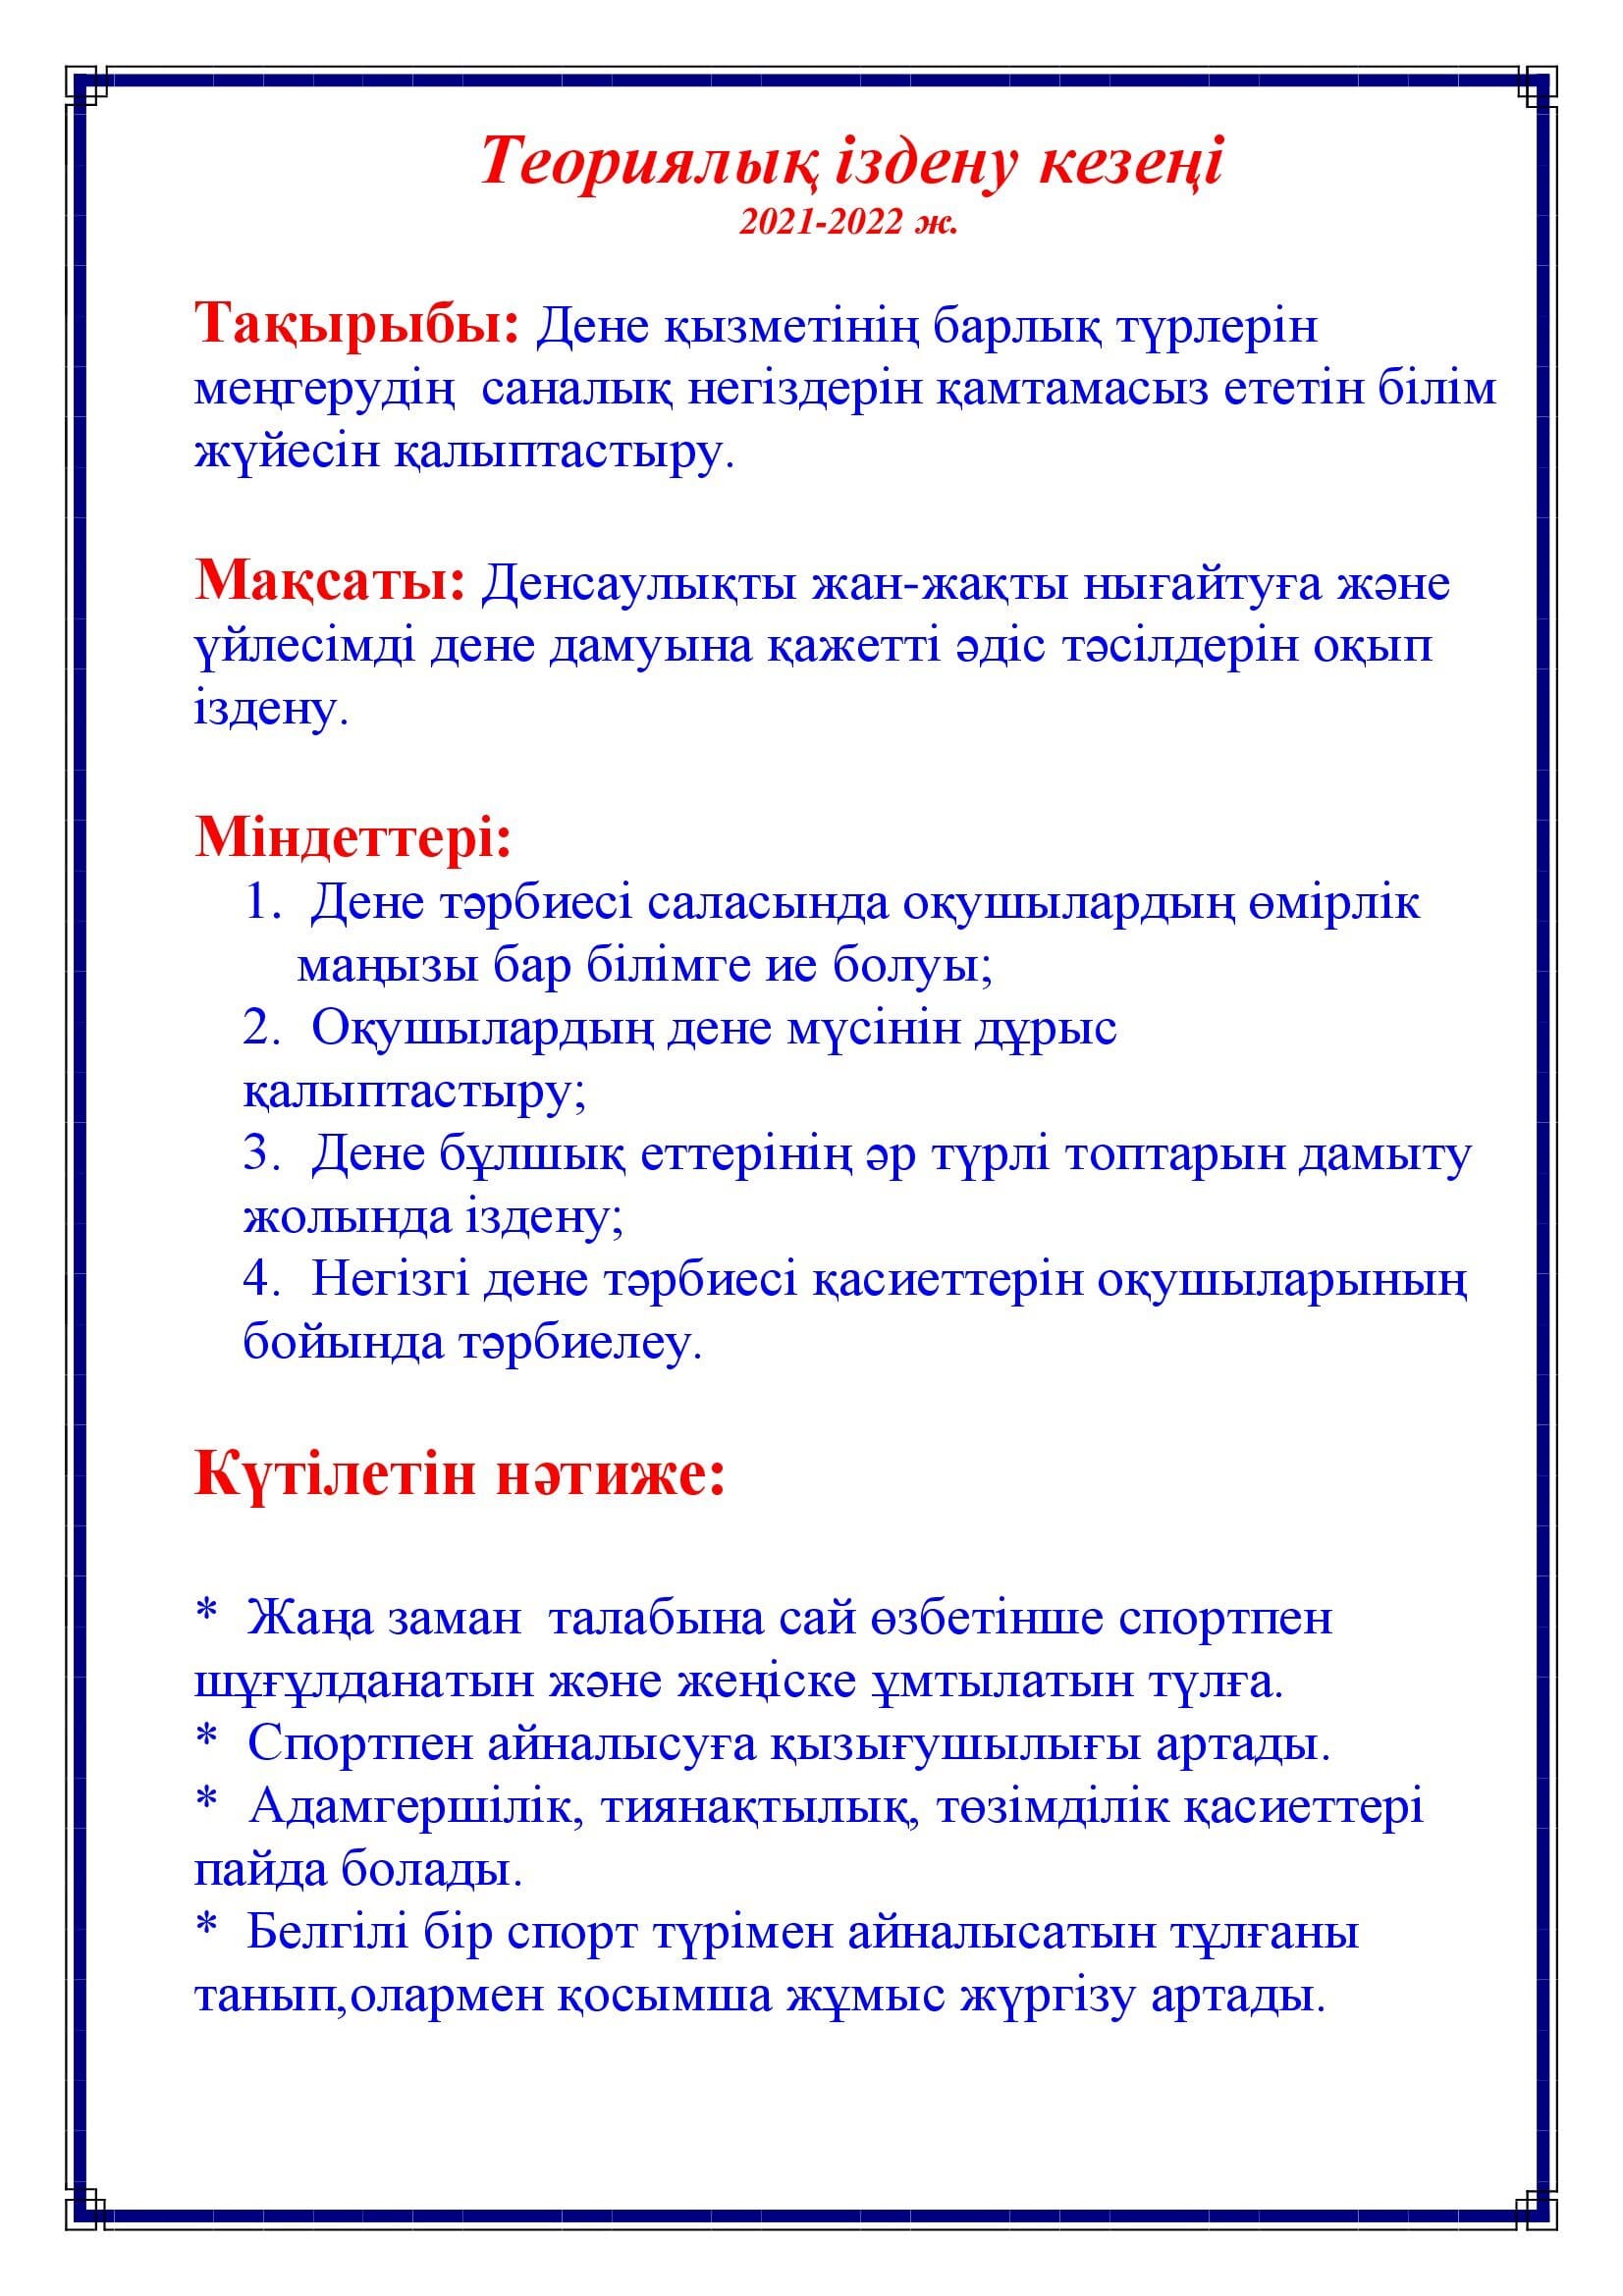 Теориялық іздену кезеңі
2021-2022 ж.
Тақырыбы: Дене қызметінің барлық түрлерін
меңгерудің  саналық негіздерін қамтамасыз ететін білім
жүйесін қалыптастыру.
Мақсаты: Денсаулықты жан-жақты нығайтуға және
үйлесімді дене дамуына қажетті әдіс тәсілдерін оқып
іздену.
Міндеттері:
1.  Дене тәрбиесі саласында оқушылардың өмірлік
маңызы бар білімге ие болуы;
2.  Оқушылардың дене мүсінін дұрыс
қалыптастыру;
3.  Дене бұлшық еттерінің әр түрлі топтарын дамыту
жолында іздену;
4.  Негізгі дене тәрбиесі қасиеттерін оқушыларының
бойында тәрбиелеу.
Күтілетін нәтиже:
*  Жаңа заман  талабына сай өзбетінше спортпен
шұғұлданатын және жеңіске ұмтылатын түлға.
*  Спортпен айналысуға қызығушылығы артады.
*  Адамгершілік, тиянақтылық, төзімділік қасиеттері
пайда болады.
*  Белгілі бір спорт түрімен айналысатын тұлғаны
танып,олармен қосымша жұмыс жүргізу артады.